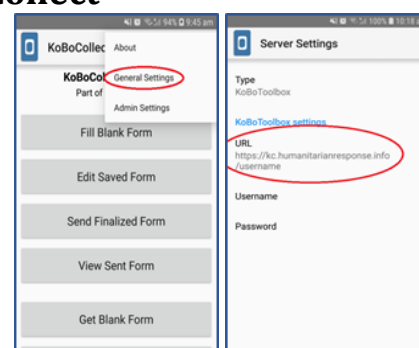 94% 9:45 am
KoBoCollec
About
KoBoCol
General Settings
Part of
Admin Settings
Fill Blank Form
Edit Saved Form
Send Finalized Form
View Sent Form
Get Blank Form
100% 10:18 a
Server Settings
Type
KoBoToolbox
KoBoToolbox settings
URL
https://kc.humanitarianresponse.info
/username
Username
Password